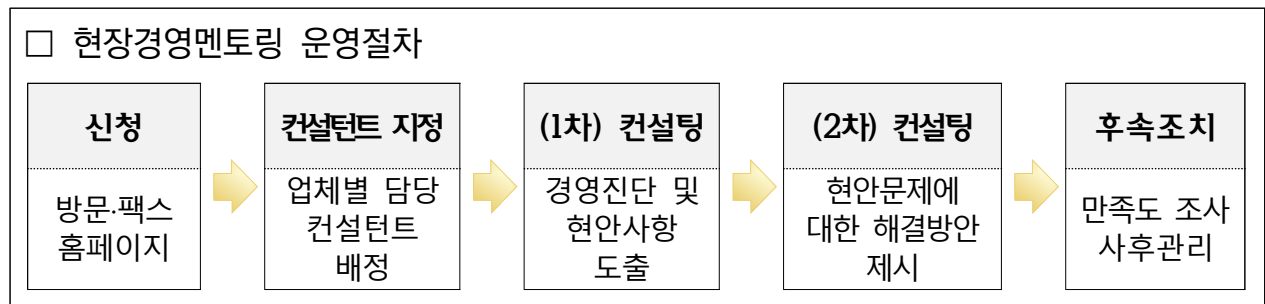 □ 현장경영멘토링 운영절차
신청
방문·팩스
홈페이지
컨설턴트 지정
업체별 담당
컨설턴트
배정
(1차) 컨설팅
경영진단 및
현안사항
도출
(2차) 컨설팅
현안문제에
대한 해결방안
제시
후속조치
만족도 조사
사후관리